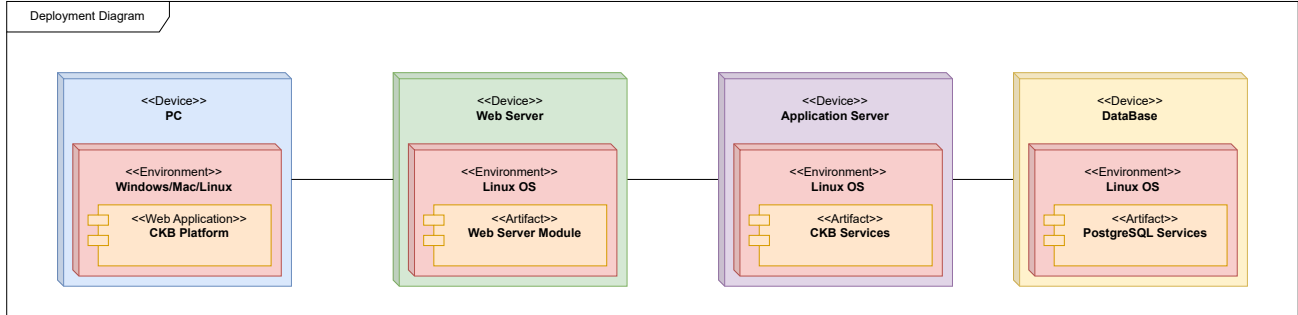 Deployment Diagram
<<Device>>
PC
<<Environment>>
Windows/Mac/Linux
<<Web Application>>
CKB Platform
<<Device>>
Web Server
<<Environment>>
Linux OS
<<Artifact>>
Web Server Module
<<Device>>
Application Server
<<Environment>>
Linux OS
<<Artifact>>
CKB Services
<<Device>>
DataBase
<<Environment>>
Linux OS
<<Artifact>>
PostgreSQL Services